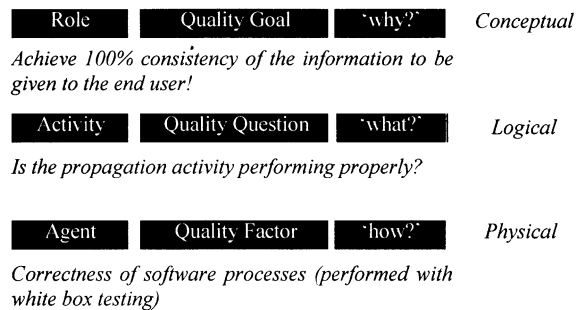 Role Quality Goal 'why?' Conceptual
Achieve 100% consistency of the information to be
given to the end user!
Activity Quality Question 'what?' Logical
Is the propagation activity performing properly?
Agent Quality Factor 'how?' Physical
Correctness of software processes (performed with
white box testing)